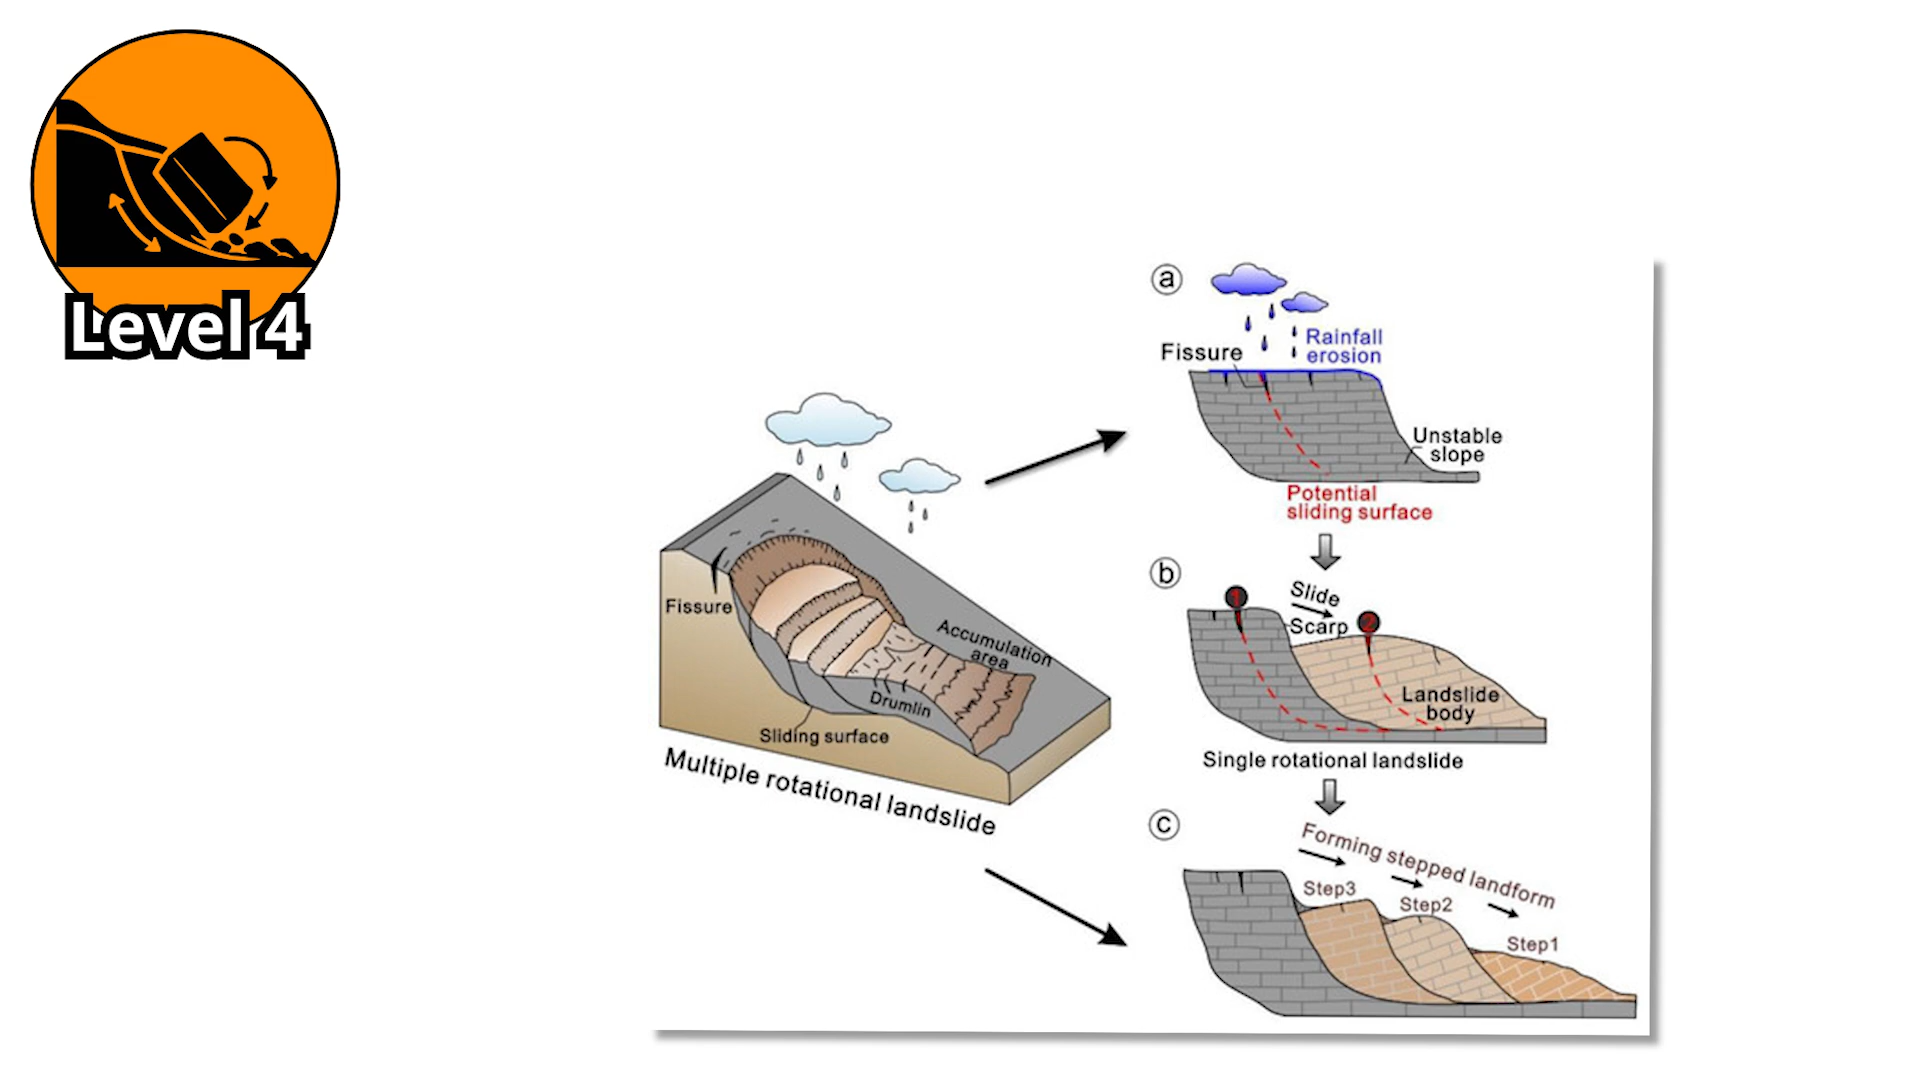 Level 4
Fissure
Accumulation
area
Drumlin
Sliding surface
Multiple rotational landslide
a
Rainfall
erosion
Fissure
Unstable
slope
Potential
sliding surface
b
1
Slide
Scarp
2
Landslide
body
Single rotational landslide
c
Forming stepped landform
Step3
Step2
Step1